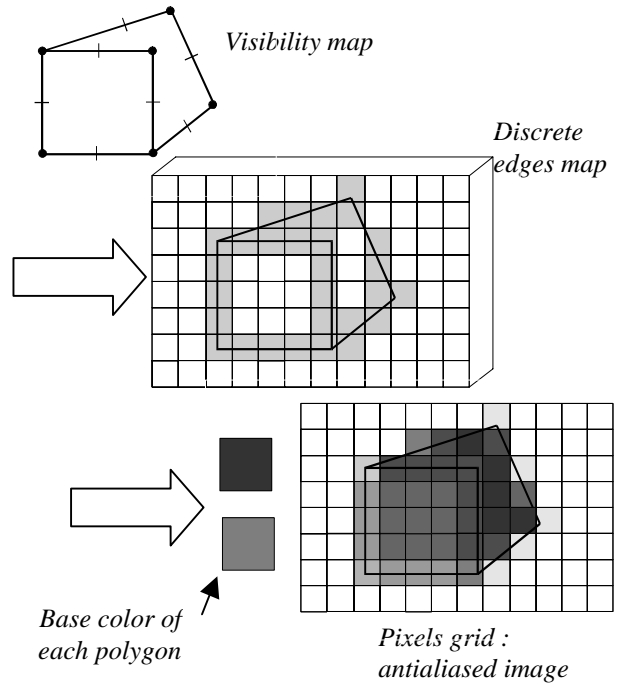 Visibility map
Discrete
edges map
Base color of
each polygon
Pixels grid :
antialiased image